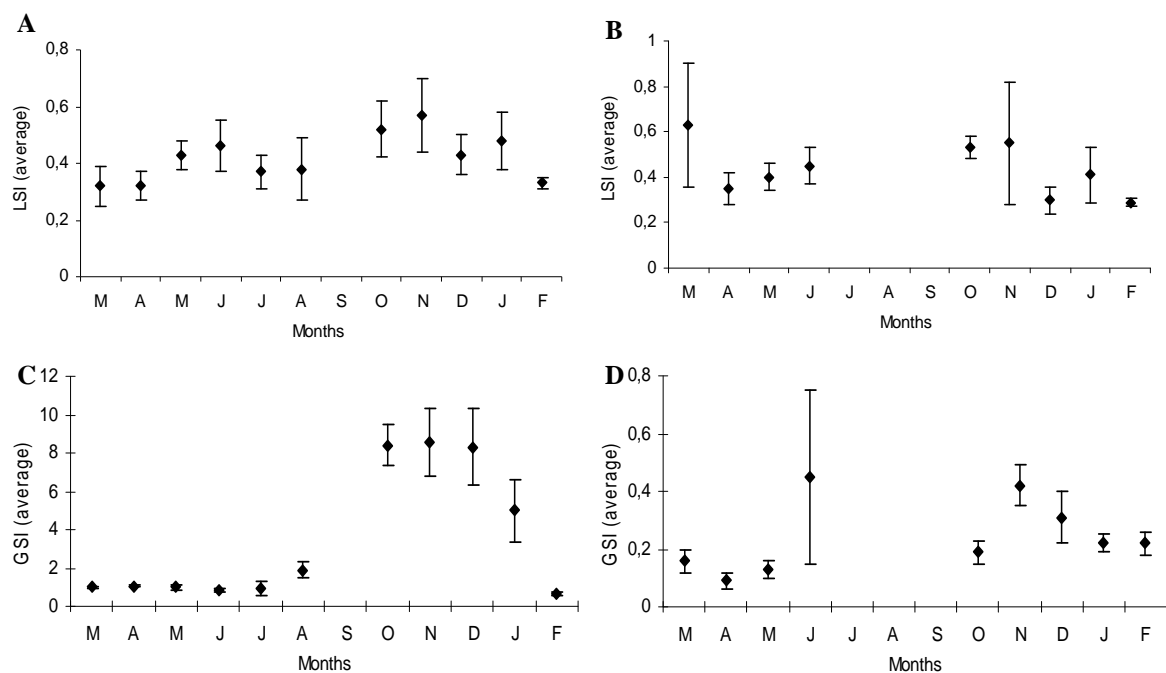 A
LSI (average)
0,8
0,6
0,4
0,2
0
M A M J J A S O N D J F
Months
B
LSI (average)
1
0,8
0,6
0,4
0,2
0
M A M J J A S O N D J F
Months
C
GSI (average)
12
10
8
6
4
2
0
M A M J J A S O N D J F
Months
D
GSI (average)
0,8
0,6
0,4
0,2
0
M A M J J A S O N D J F
Months